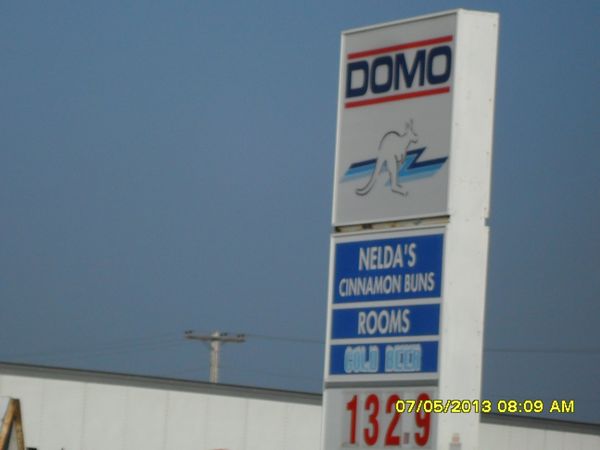 DOMO
NELDA'S
CINNAMON BUNS
ROOMS
COLD BEER
132.9
07/05/2013 08:09 AM